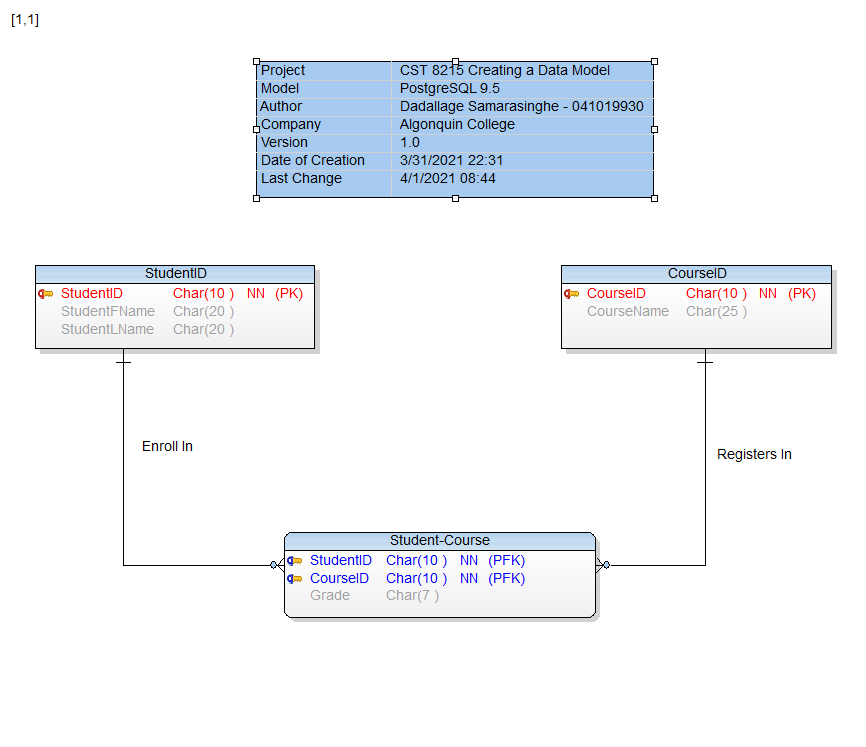 [1,1]
Project CST 8215 Creating a Data Model
Model PostgreSQL 9.5
Author Dadallage Samarasinghe - 041019930
Company Algonquin College
Version 1.0
Date of Creation 3/31/2021 22:31
Last Change 4/1/2021 08:44
StudentID
StudentID Char(10 ) NN (PK)
StudentFName Char(20 )
StudentLName Char(20 )
CourseID
CourseID Char(10 ) NN (PK)
CourseName Char(25 )
Enroll In
Registers In
Student-Course
StudentID Char(10 ) NN (PFK)
CourseID Char(10 ) NN (PFK)
Grade Char(7 )